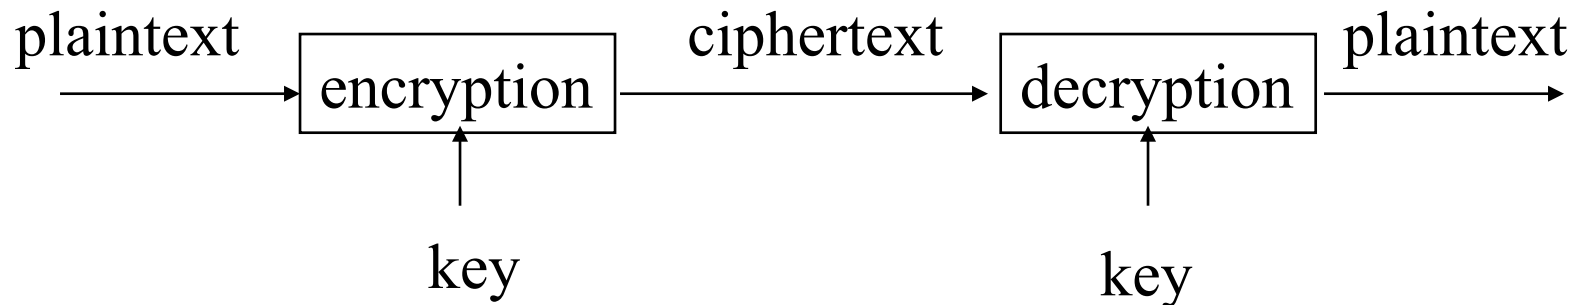 plaintext
encryption
ciphertext
decryption
plaintext
key
key